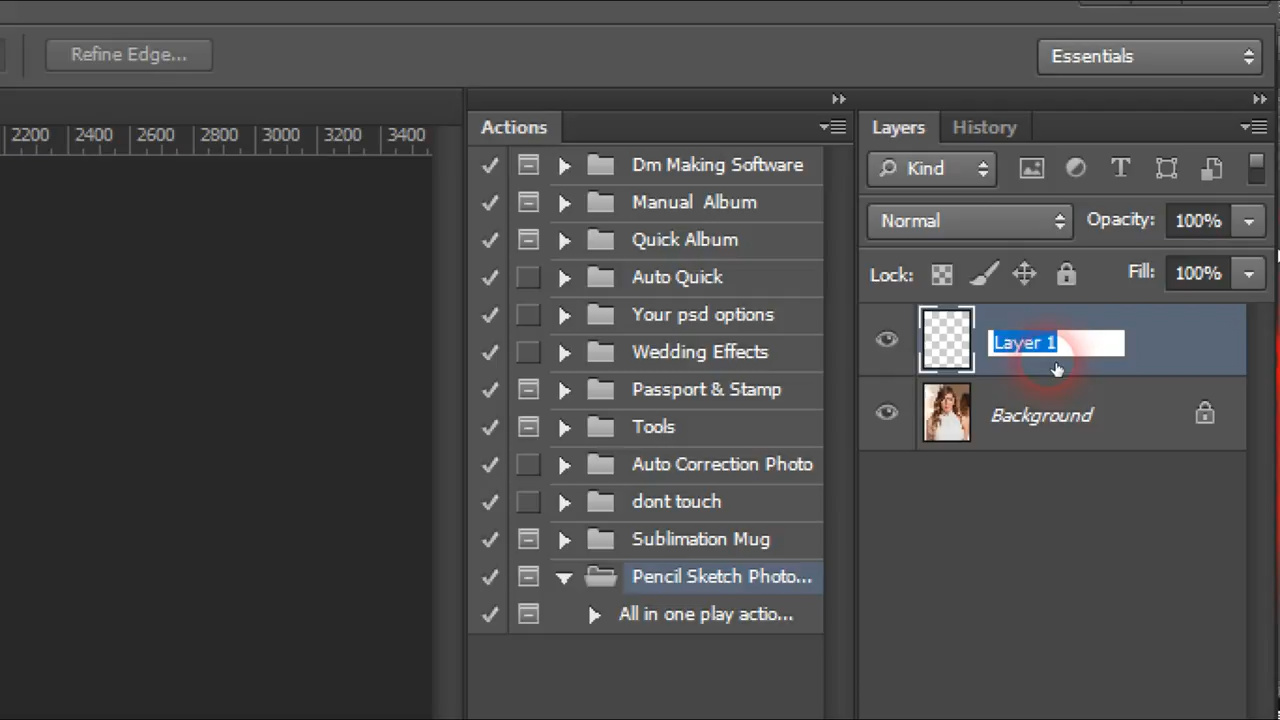 Refine Edge...
Essentials
2200 2400 2600 2800 3000 3200 3400
Actions
Dm Making Software
Manual Album
Quick Album
Auto Quick
Your psd options
Wedding Effects
Passport & Stamp
Tools
Auto Correction Photo
dont touch
Sublimation Mug
Pencil Sketch Photo...
All in one play actio...
Layers History
Kind
Normal Opacity: 100%
Lock: Fill: 100%
Layer 1
Background